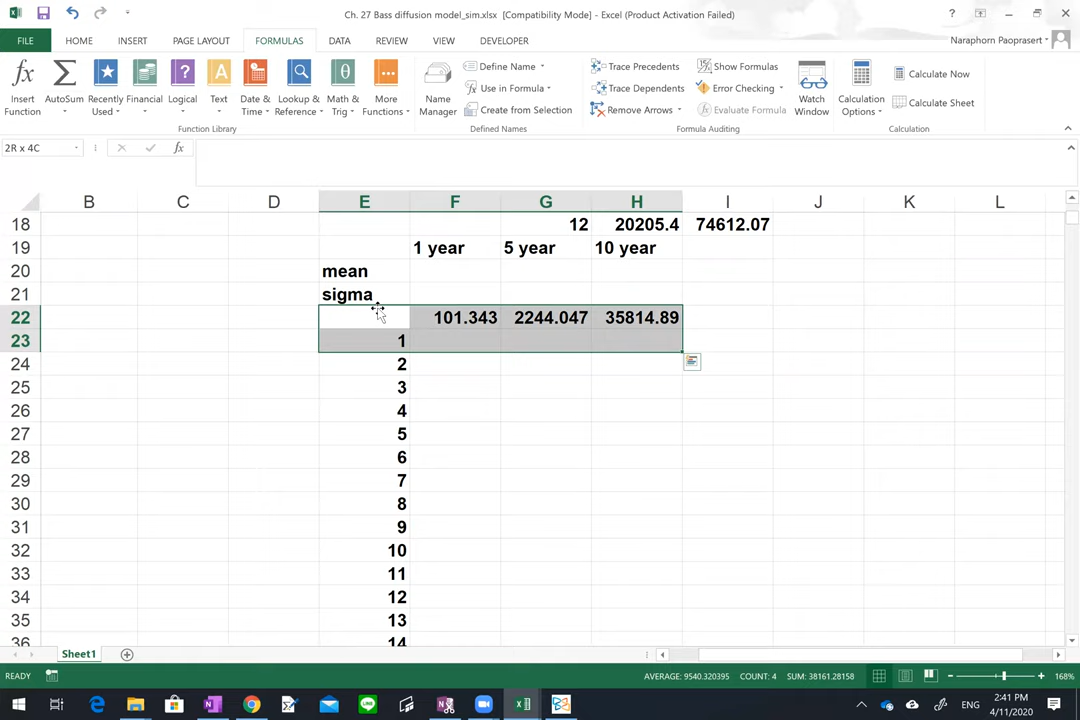 Ch. 27 Bass diffusion model_sim.xlsx [Compatibility Mode] - Excel (Product Activation Failed)
FILE HOME INSERT PAGE LAYOUT FORMULAS DATA REVIEW VIEW DEVELOPER
Naraphorn Paoprasert
Insert Function
AutoSum
Recently Used
Financial
Logical
Text
Date & Time
Lookup & Reference
Math & Trig
More Functions
Function Library
Name Manager
Define Name
Use in Formula
Create from Selection
Defined Names
Trace Precedents
Trace Dependents
Remove Arrows
Show Formulas
Error Checking
Evaluate Formula
Formula Auditing
Watch Window
Calculation Options
Calculate Now
Calculate Sheet
Calculation
2R x 4C
fx
B C D E F G H I J K L
18 12 20205.4 74612.07
19 1 year 5 year 10 year
20 mean
21 sigma
22 101.343 2244.047 35814.89
23 1
24 2
25 3
26 4
27 5
28 6
29 7
30 8
31 9
32 10
33 11
34 12
35 13
36 14
Sheet1
READY AVERAGE: 9540.320395 COUNT: 4 SUM: 38161.28158 168%
ENG
2:41 PM
4/11/2020